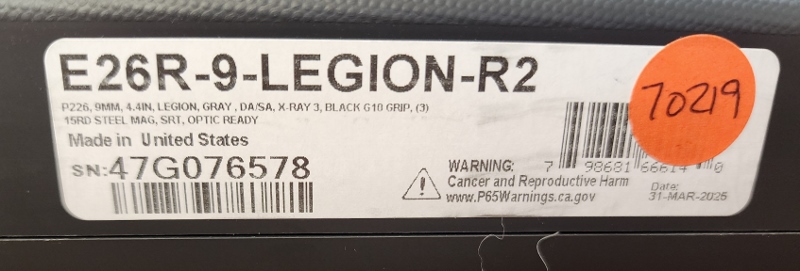 E26R-9-LEGION-R2
P226, 9MM, 4.4IN, LEGION, GRAY , DA/SA, X-RAY 3, BLACK G10 GRIP, (3)
15RD STEEL MAG, SRT, OPTIC READY
Made in United States
SN:47G076578
70219
7 98681 66614 0
WARNING:
Cancer and Reproductive Harm
www.P65Warnings.ca.gov
Date:
31-MAR-2025